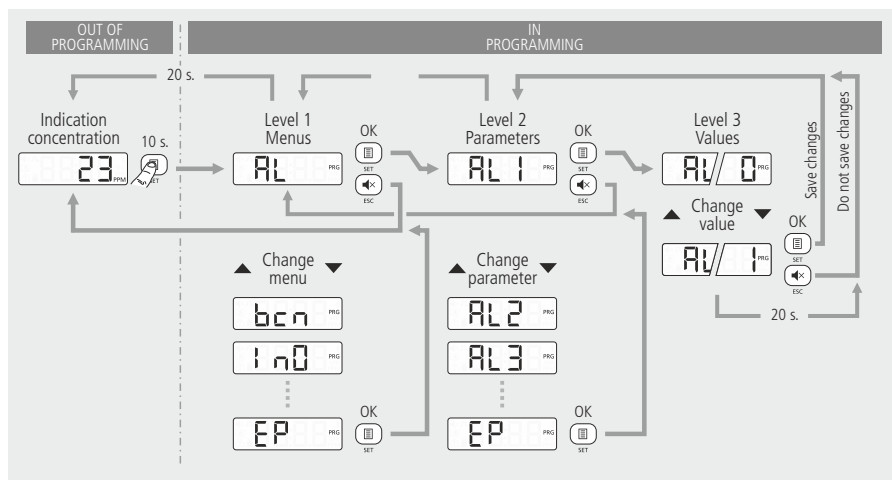 OUT OF
PROGRAMMING
IN
PROGRAMMING
20 s.
Indication
concentration
10 s.
23 PPM
SET
Level 1
Menus
OK
AL PRG
SET
ESC
Level 2
Parameters
OK
AL1 PRG
SET
ESC
Level 3
Values
AL/ 0 PRG
Save changes
Do not save changes
Change
value
OK
AL/ 1 PRG
SET
ESC
20 s.
Change
menu
bcn PRG
In0 PRG
EP PRG
OK
SET
Change
parameter
AL2 PRG
AL3 PRG
EP PRG
OK
SET